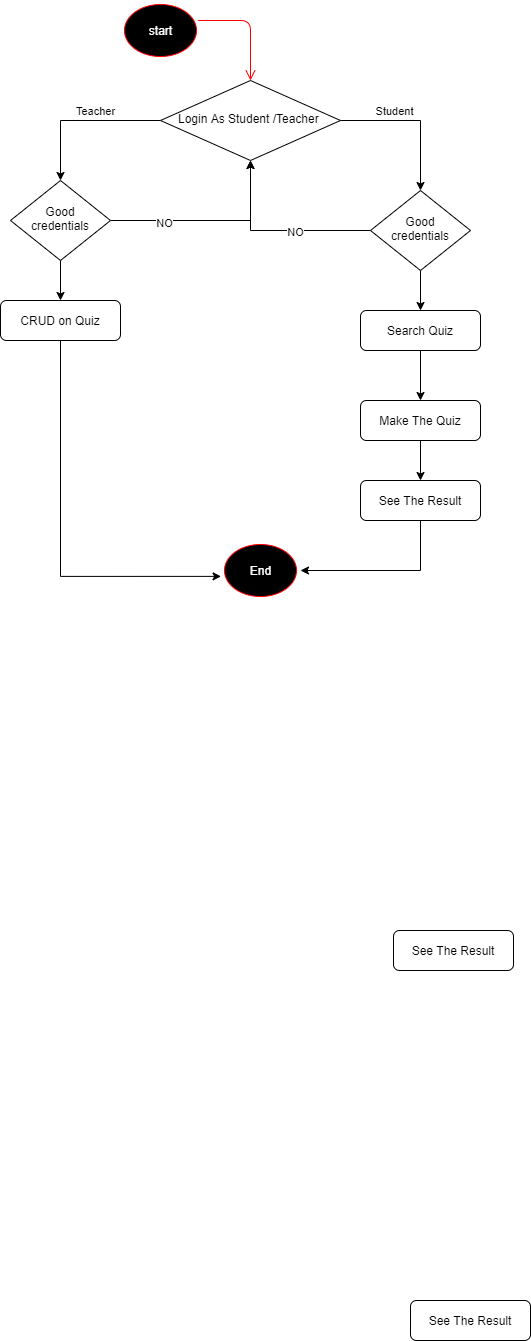 start
Login As Student /Teacher
Teacher
Student
Good
credentials
NO
Good
credentials
NO
CRUD on Quiz
Search Quiz
Make The Quiz
See The Result
End
See The Result
See The Result